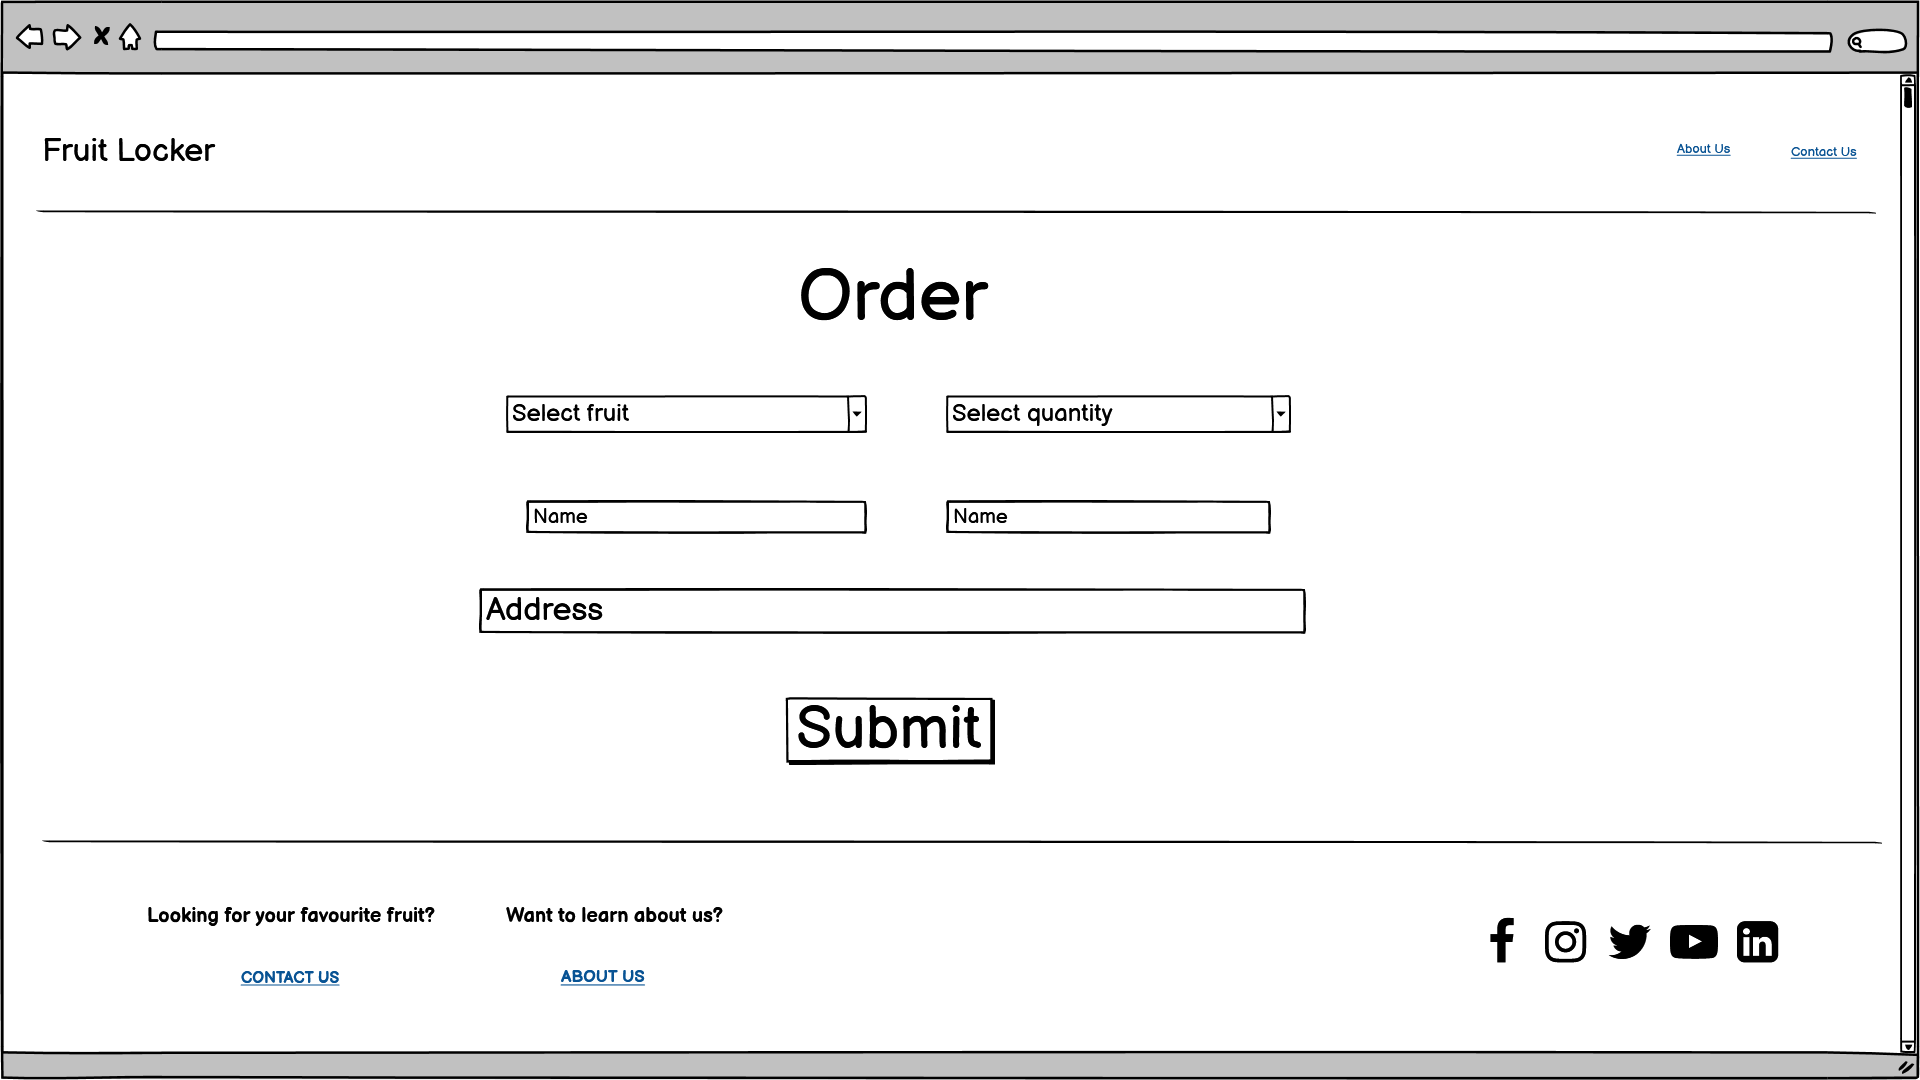 Fruit Locker
About Us
Contact Us
Order
Select fruit
Select quantity
Name
Name
Address
Submit
Looking for your favourite fruit?
Want to learn about us?
CONTACT US
ABOUT US